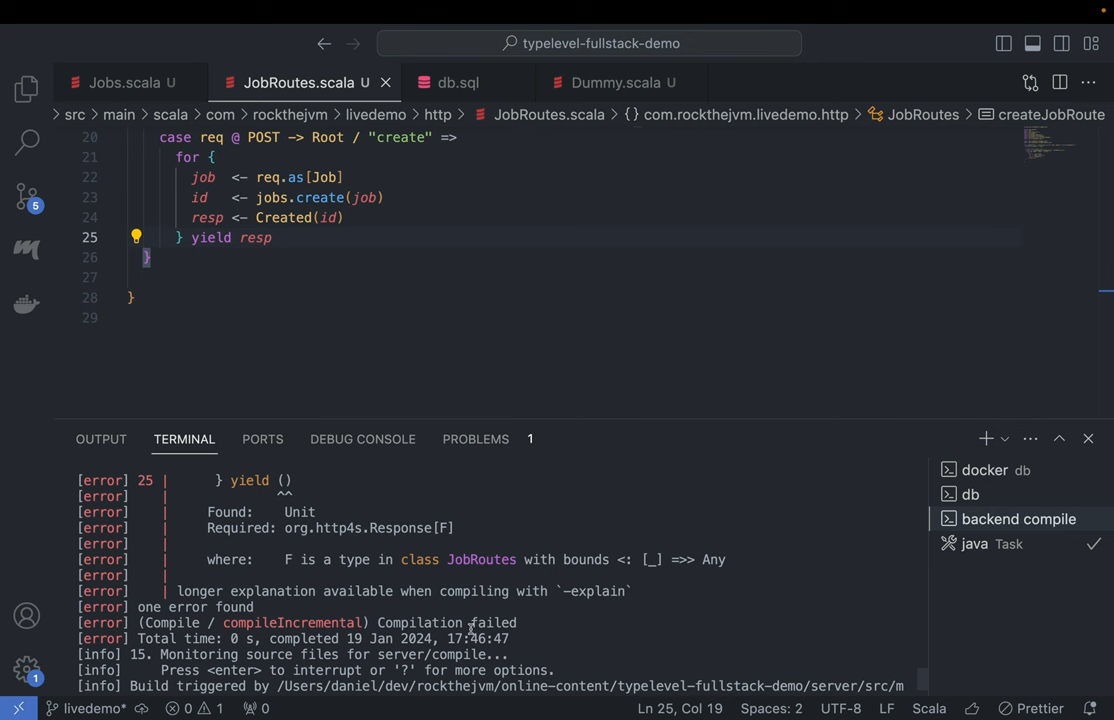 typelevel-fullstack-demo
Jobs.scala U
JobRoutes.scala U
db.sql
Dummy.scala U
> src > main > scala > com > rockthejvm > livedemo > http > JobRoutes.scala > {} com.rockthejvm.livedemo.http > JobRoutes > createJobRoute
20 case req @ POST -> Root / "create" =>
21 for {
22 job <- req.as[Job]
23 id <- jobs.create(job)
24 resp <- Created(id)
25 } yield resp
26 }
27
28 }
29
5
OUTPUT TERMINAL PORTS DEBUG CONSOLE PROBLEMS 1
[error] 25 | } yield ()
[error] | ^^
[error] | Found: Unit
[error] | Required: org.http4s.Response[F]
[error] |
[error] | where: F is a type in class JobRoutes with bounds <: [_] =>> Any
[error] |
[error] | longer explanation available when compiling with `-explain`
[error] one error found
[error] (Compile / compileIncremental) Compilation failed
[error] Total time: 0 s, completed 19 Jan 2024, 17:46:47
[info] 15. Monitoring source files for server/compile...
[info] Press <enter> to interrupt or '?' for more options.
[info] Build triggered by /Users/daniel/dev/rockthejvm/online-content/typelevel-fullstack-demo/server/src/m
docker db
db
backend compile
java Task
1
livedemo* 0 1 0 Ln 25, Col 19 Spaces: 2 UTF-8 LF Scala Prettier